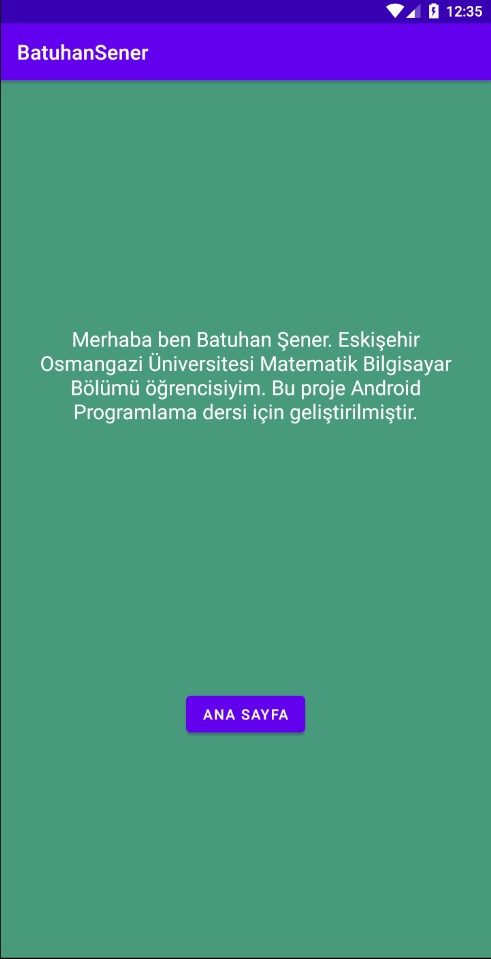 12:35
BatuhanSener
Merhaba ben Batuhan Şener. Eskişehir
Osmangazi Üniversitesi Matematik Bilgisayar
Bölümü öğrencisiyim. Bu proje Android
Programlama dersi için geliştirilmiştir.
ANA SAYFA